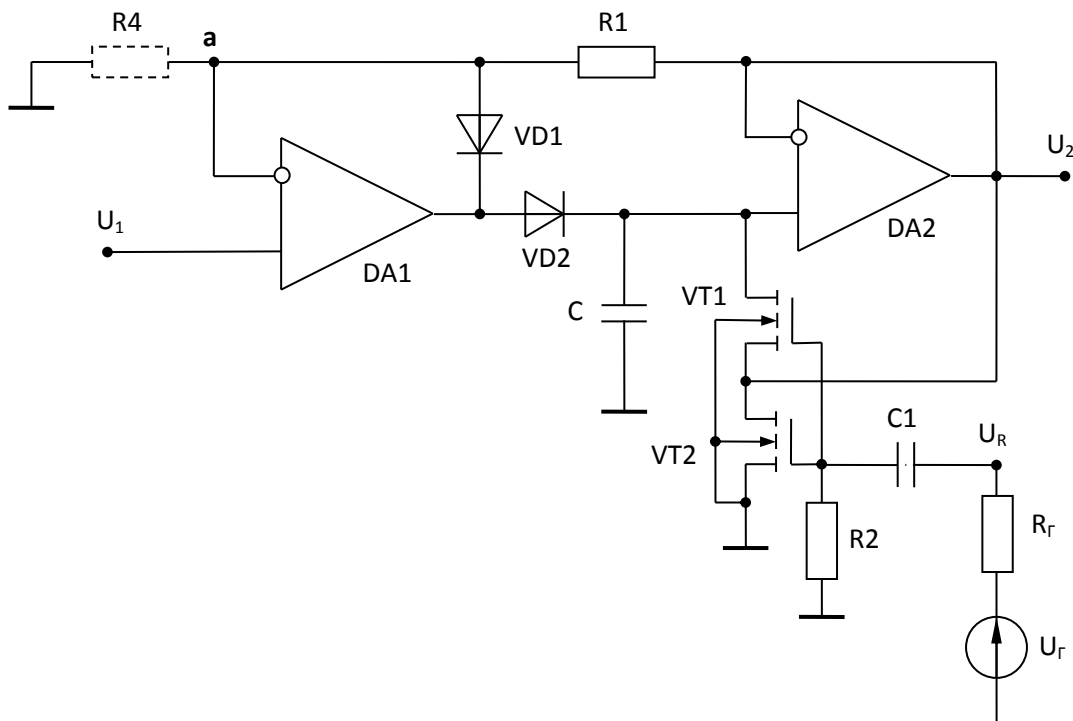 R4
a
R1
VD1
U₂
U₁
DA1
VD2
DA2
VT1
C
C1
U_R
VT2
R2
R_Г
U_Г